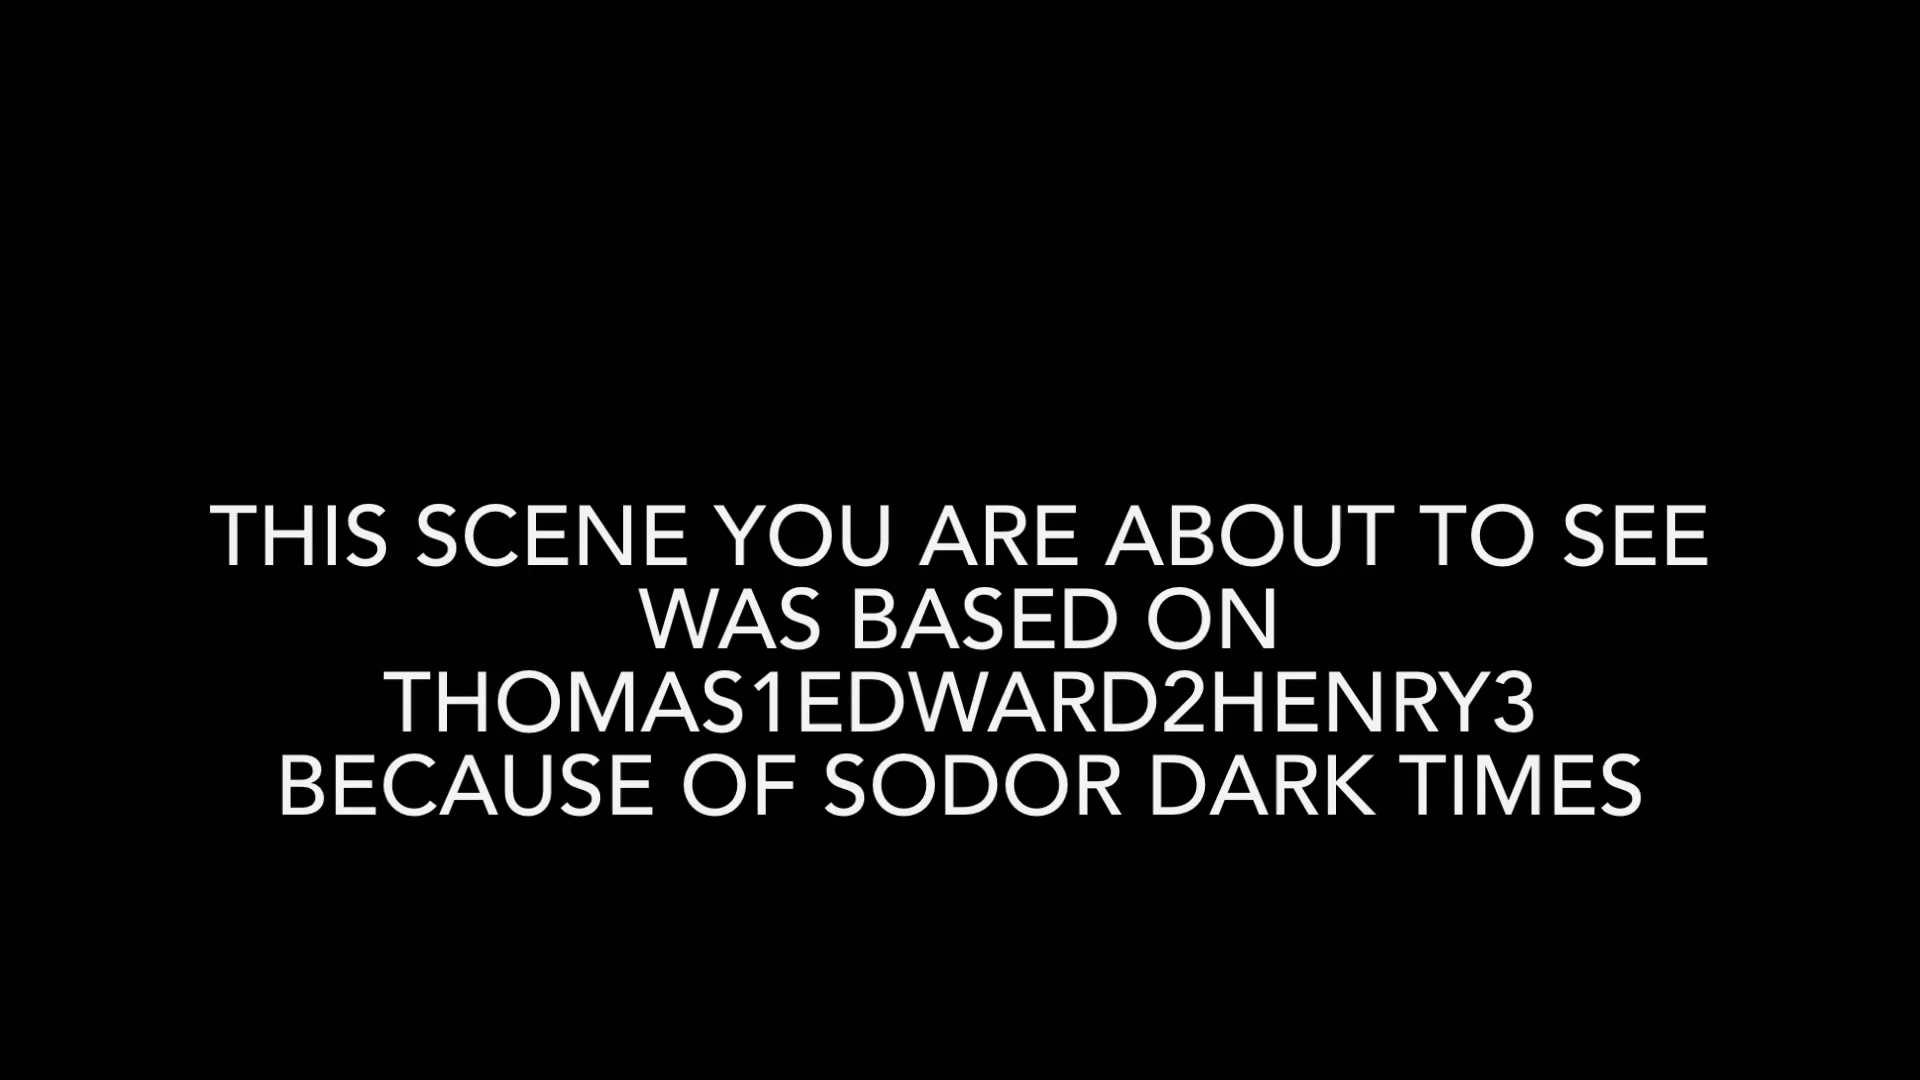 THIS SCENE YOU ARE ABOUT TO SEE
WAS BASED ON
THOMAS1EDWARD2HENRY3
BECAUSE OF SODOR DARK TIMES